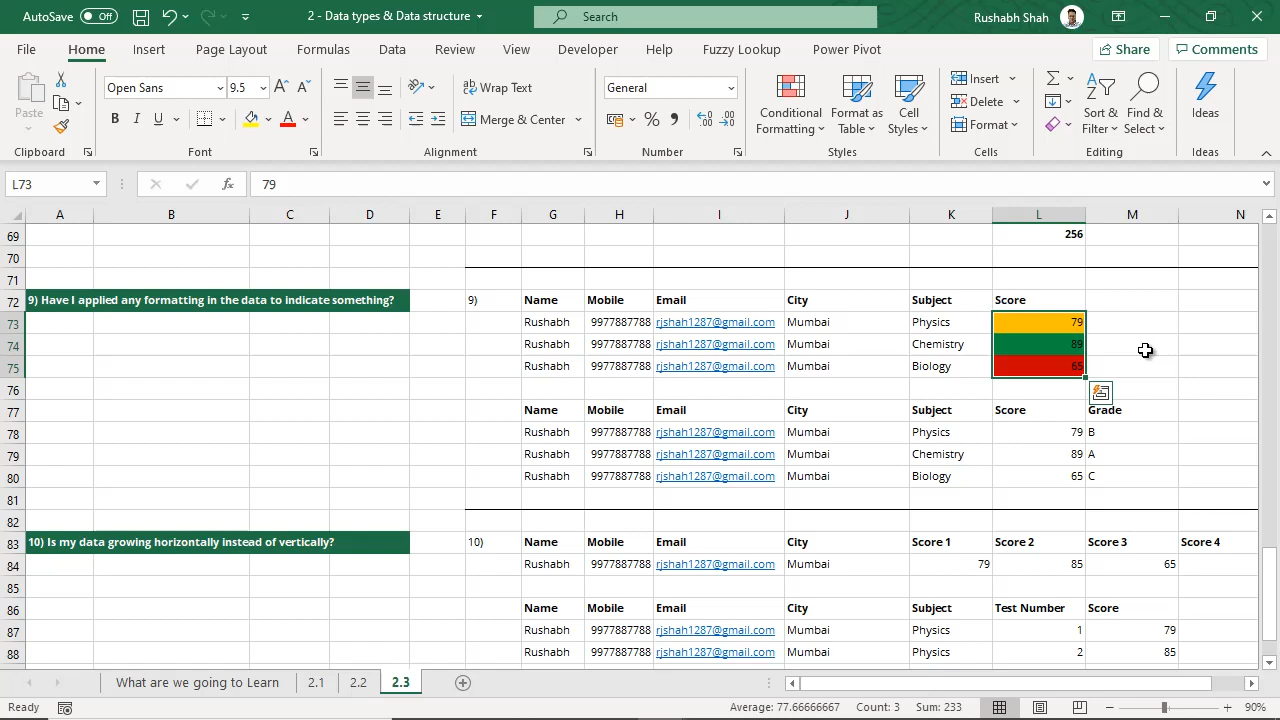 AutoSave Off 2 - Data types & Data structure Search Rushabh Shah
File Home Insert Page Layout Formulas Data Review View Developer Help Fuzzy Lookup Power Pivot Share Comments
Paste Open Sans 9.5 A A Wrap Text General Conditional Formatting Format as Table Cell Styles Insert Sort & Filter Find & Select Ideas
B I U A Merge & Center % Delete
Format
Clipboard Font Alignment Number Styles Cells Editing Ideas
L73 fx 79
A B C D E F G H I J K L M N
69 256
70
71
72 9) Have I applied any formatting in the data to indicate something? 9) Name Mobile Email City Subject Score
73 Rushabh 9977887788 rjshah1287@gmail.com Mumbai Physics 79
74 Rushabh 9977887788 rjshah1287@gmail.com Mumbai Chemistry 89
75 Rushabh 9977887788 rjshah1287@gmail.com Mumbai Biology 65
76
77 Name Mobile Email City Subject Score Grade
78 Rushabh 9977887788 rjshah1287@gmail.com Mumbai Physics 79 B
79 Rushabh 9977887788 rjshah1287@gmail.com Mumbai Chemistry 89 A
80 Rushabh 9977887788 rjshah1287@gmail.com Mumbai Biology 65 C
81
82
83 10) Is my data growing horizontally instead of vertically? 10) Name Mobile Email City Score 1 Score 2 Score 3 Score 4
84 Rushabh 9977887788 rjshah1287@gmail.com Mumbai 79 85 65
85
86 Name Mobile Email City Subject Test Number Score
87 Rushabh 9977887788 rjshah1287@gmail.com Mumbai Physics 1 79
88 Rushabh 9977887788 rjshah1287@gmail.com Mumbai Physics 2 85
What are we going to Learn 2.1 2.2 2.3
Ready Average: 77.66666667 Count: 3 Sum: 233 90%